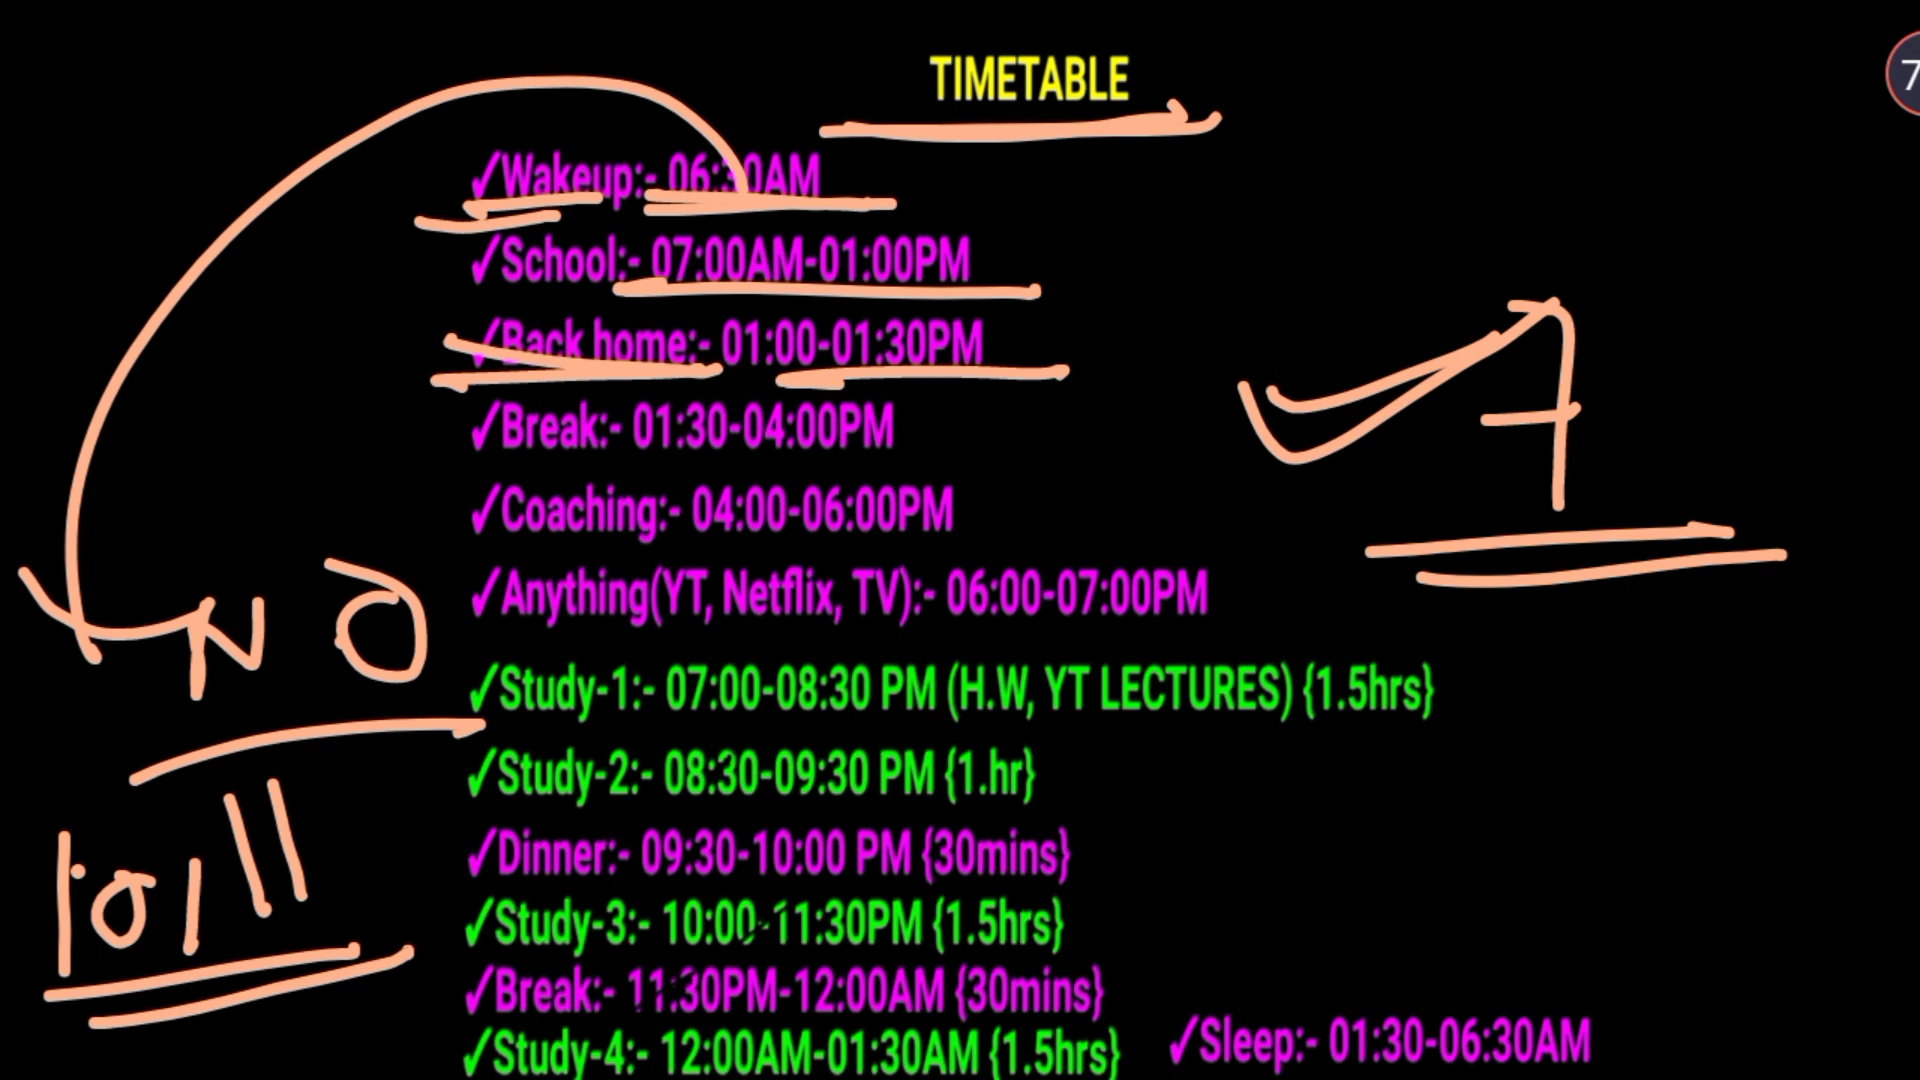 TIMETABLE
7
✓Wakeup:- 06:30AM
✓School:- 07:00AM-01:00PM
✓Back home:- 01:00-01:30PM
✓Break:- 01:30-04:00PM
7
✓Coaching:- 04:00-06:00PM
✓Anything(YT, Netflix, TV):- 06:00-07:00PM
NO
✓Study-1:- 07:00-08:30 PM (H.W, YT LECTURES) {1.5hrs}
✓Study-2:- 08:30-09:30 PM {1.hr}
✓Dinner:- 09:30-10:00 PM {30mins}
10,11
✓Study-3:- 10:00-11:30PM {1.5hrs}
✓Break:- 11:30PM-12:00AM {30mins}
✓Study-4:- 12:00AM-01:30AM {1.5hrs}
✓Sleep:- 01:30-06:30AM